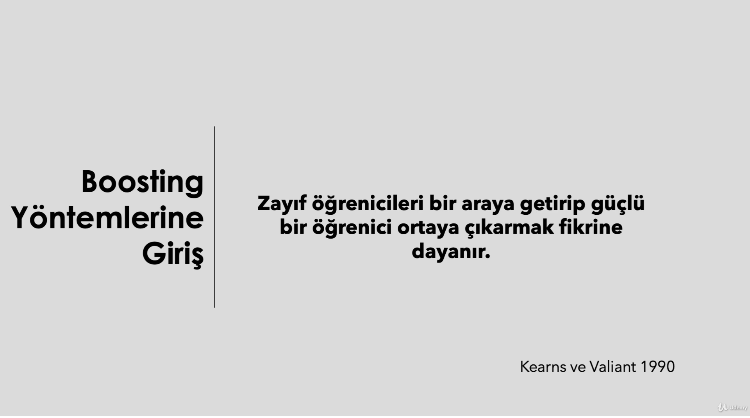 Boosting
Yöntemlerine
Giriş
Zayıf öğrenicileri bir araya getirip güçlü
bir öğrenici ortaya çıkarmak fikrine
dayanır.
Kearns ve Valiant 1990